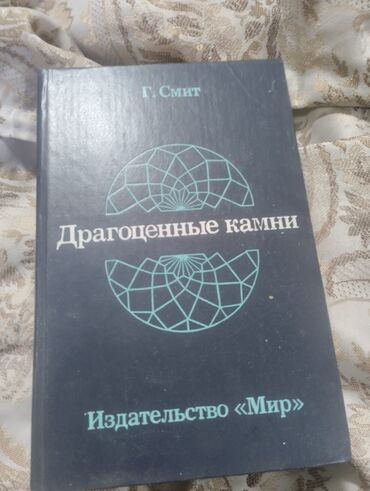 Г. Смит
Драгоценные камни
Издательство «Мир»